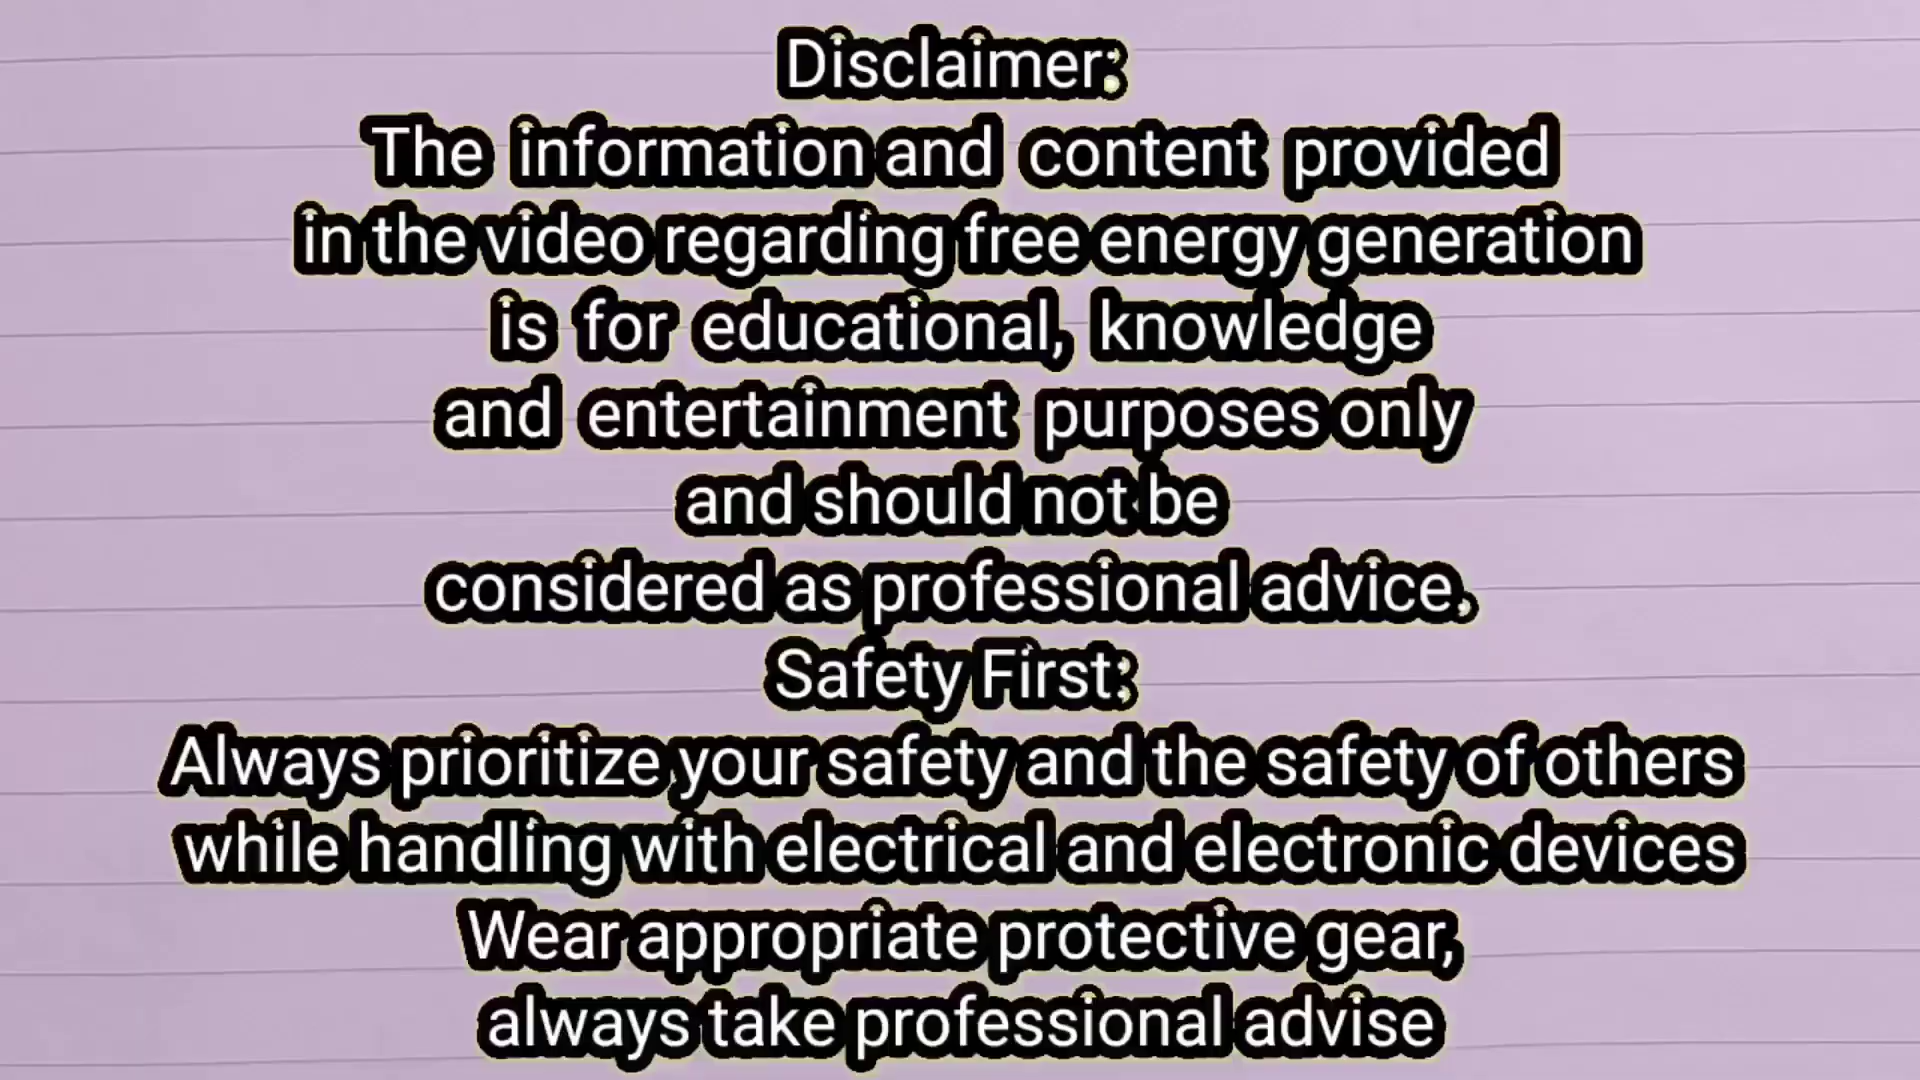 Disclaimer:
The information and content provided
in the video regarding free energy generation
is for educational, knowledge
and entertainment purposes only
and should not be
considered as professional advice.
Safety First:
Always prioritize your safety and the safety of others
while handling with electrical and electronic devices
Wear appropriate protective gear,
always take professional advise